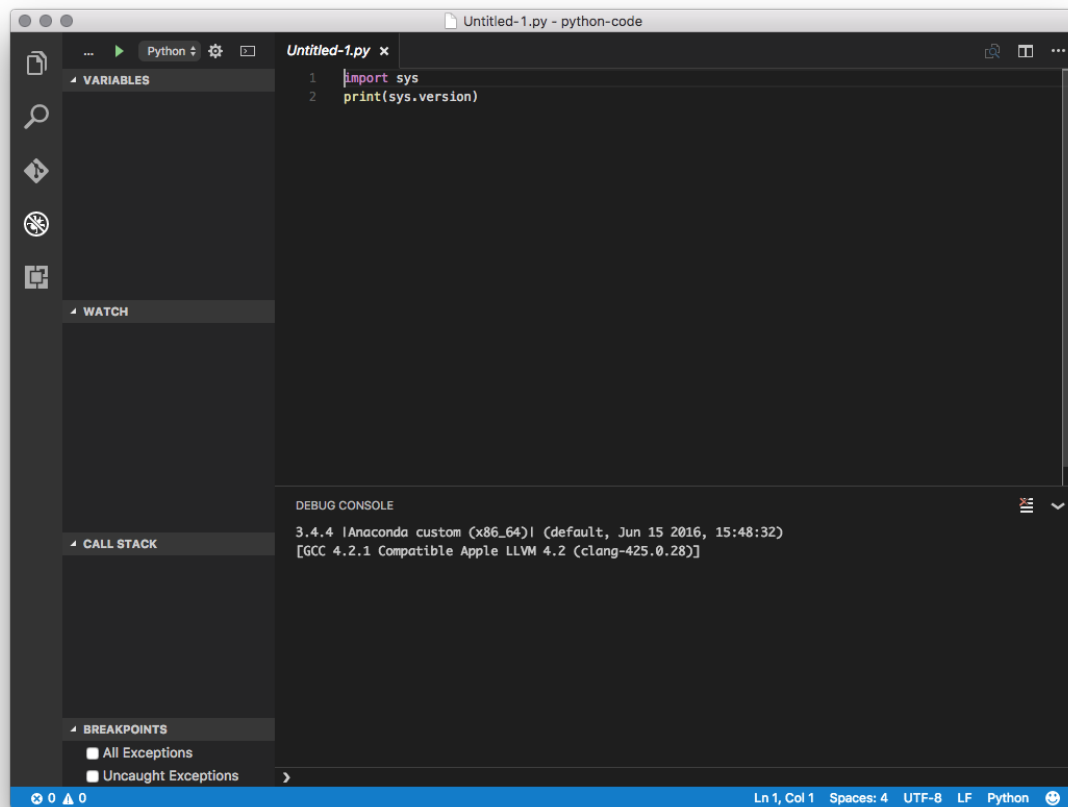 Untitled-1.py - python-code
... Python
VARIABLES
WATCH
CALL STACK
BREAKPOINTS
All Exceptions
Uncaught Exceptions
Untitled-1.py ×
1 import sys
2 print(sys.version)
DEBUG CONSOLE
3.4.4 |Anaconda custom (x86_64)| (default, Jun 15 2016, 15:48:32)
[GCC 4.2.1 Compatible Apple LLVM 4.2 (clang-425.0.28)]
0 0 Ln 1, Col 1 Spaces: 4 UTF-8 LF Python